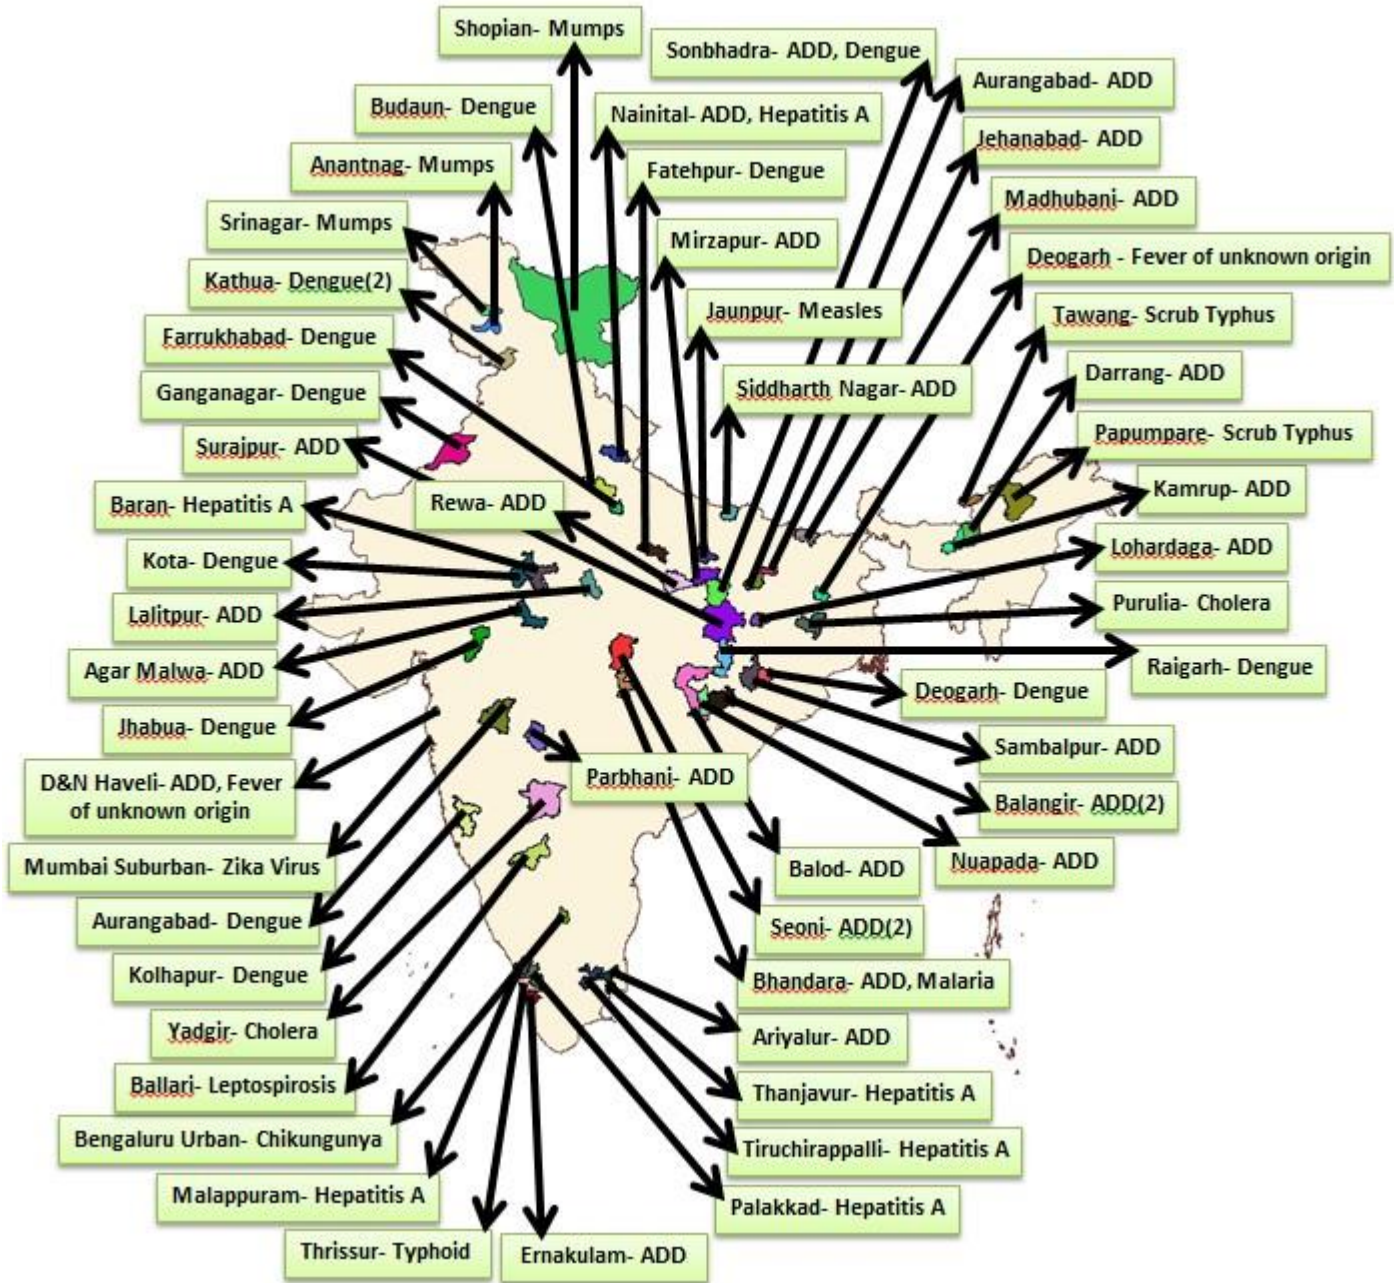 Shopian- Mumps
Sonbhadra- ADD, Dengue
Aurangabad- ADD
Budaun- Dengue
Nainital- ADD, Hepatitis A
Jehanabad- ADD
Anantnag- Mumps
Fatehpur- Dengue
Madhubani- ADD
Srinagar- Mumps
Mirzapur- ADD
Deogarh - Fever of unknown origin
Kathua- Dengue(2)
Jaunpur- Measles
Tawang- Scrub Typhus
Farrukhabad- Dengue
Siddharth Nagar- ADD
Darrang- ADD
Ganganagar- Dengue
Papumpare- Scrub Typhus
Surajpur- ADD
Rewa- ADD
Kamrup- ADD
Baran- Hepatitis A
Lohardaga- ADD
Kota- Dengue
Purulia- Cholera
Lalitpur- ADD
Raigarh- Dengue
Agar Malwa- ADD
Deogarh- Dengue
Jhabua- Dengue
Sambalpur- ADD
D&N Haveli- ADD, Fever
of unknown origin
Parbhani- ADD
Balangir- ADD(2)
Mumbai Suburban- Zika Virus
Balod- ADD
Nuapada- ADD
Aurangabad- Dengue
Seoni- ADD(2)
Kolhapur- Dengue
Bhandara- ADD, Malaria
Yadgir- Cholera
Ariyalur- ADD
Ballari- Leptospirosis
Thanjavur- Hepatitis A
Bengaluru Urban- Chikungunya
Tiruchirappalli- Hepatitis A
Malappuram- Hepatitis A
Palakkad- Hepatitis A
Thrissur- Typhoid
Ernakulam- ADD